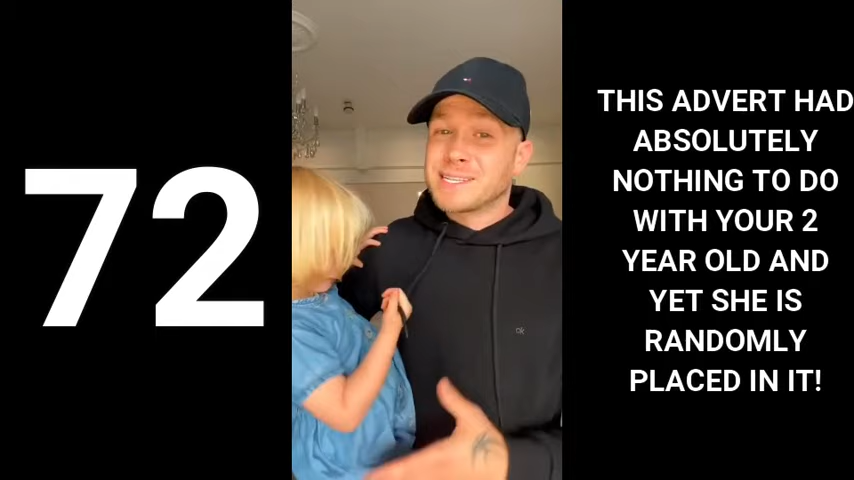 72
THIS ADVERT HAD
ABSOLUTELY
NOTHING TO DO
WITH YOUR 2
YEAR OLD AND
YET SHE IS
RANDOMLY
PLACED IN IT!